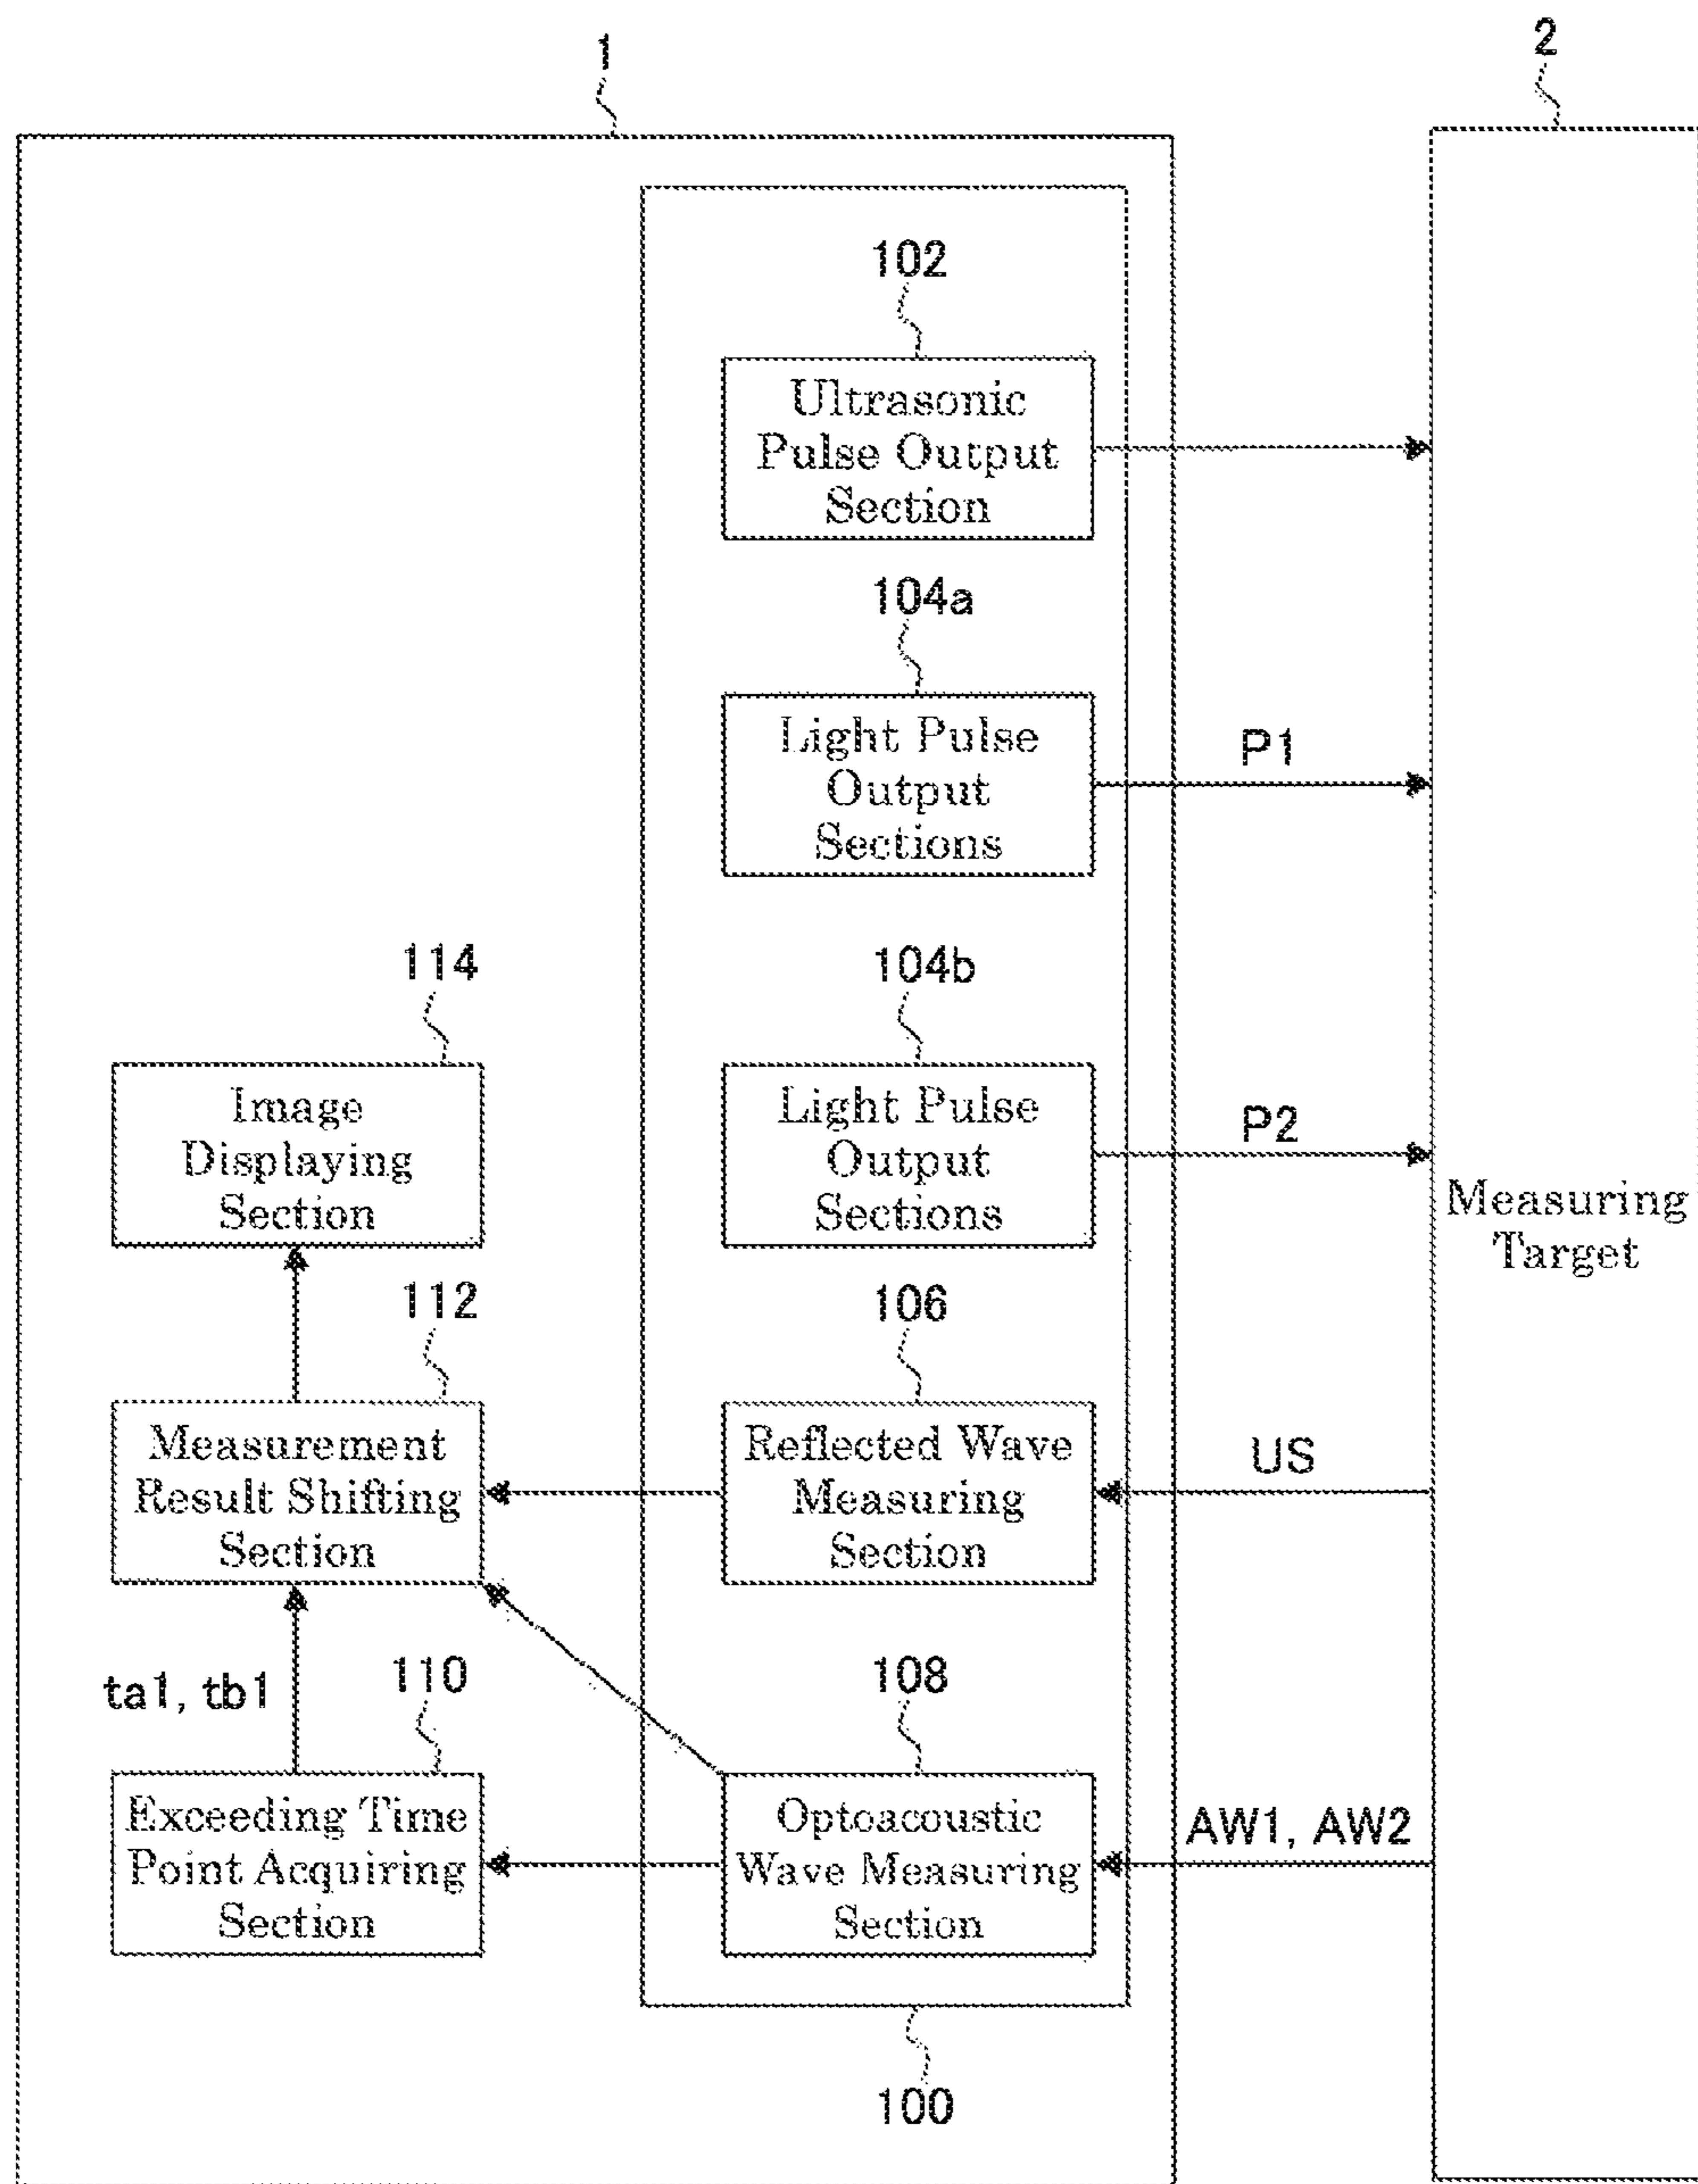 1
2
102
Ultrasonic
Pulse Output
Section
104a
Light Pulse
Output
Sections
P1
114
104b
Image
Displaying
Section
Light Pulse
Output
Sections
P2
Measuring
Target
112
106
Measurement
Result Shifting
Section
Reflected Wave
Measuring
Section
US
ta1, tb1
110
108
Exceeding Time
Point Acquiring
Section
Optoacoustic
Wave Measuring
Section
AW1, AW2
100